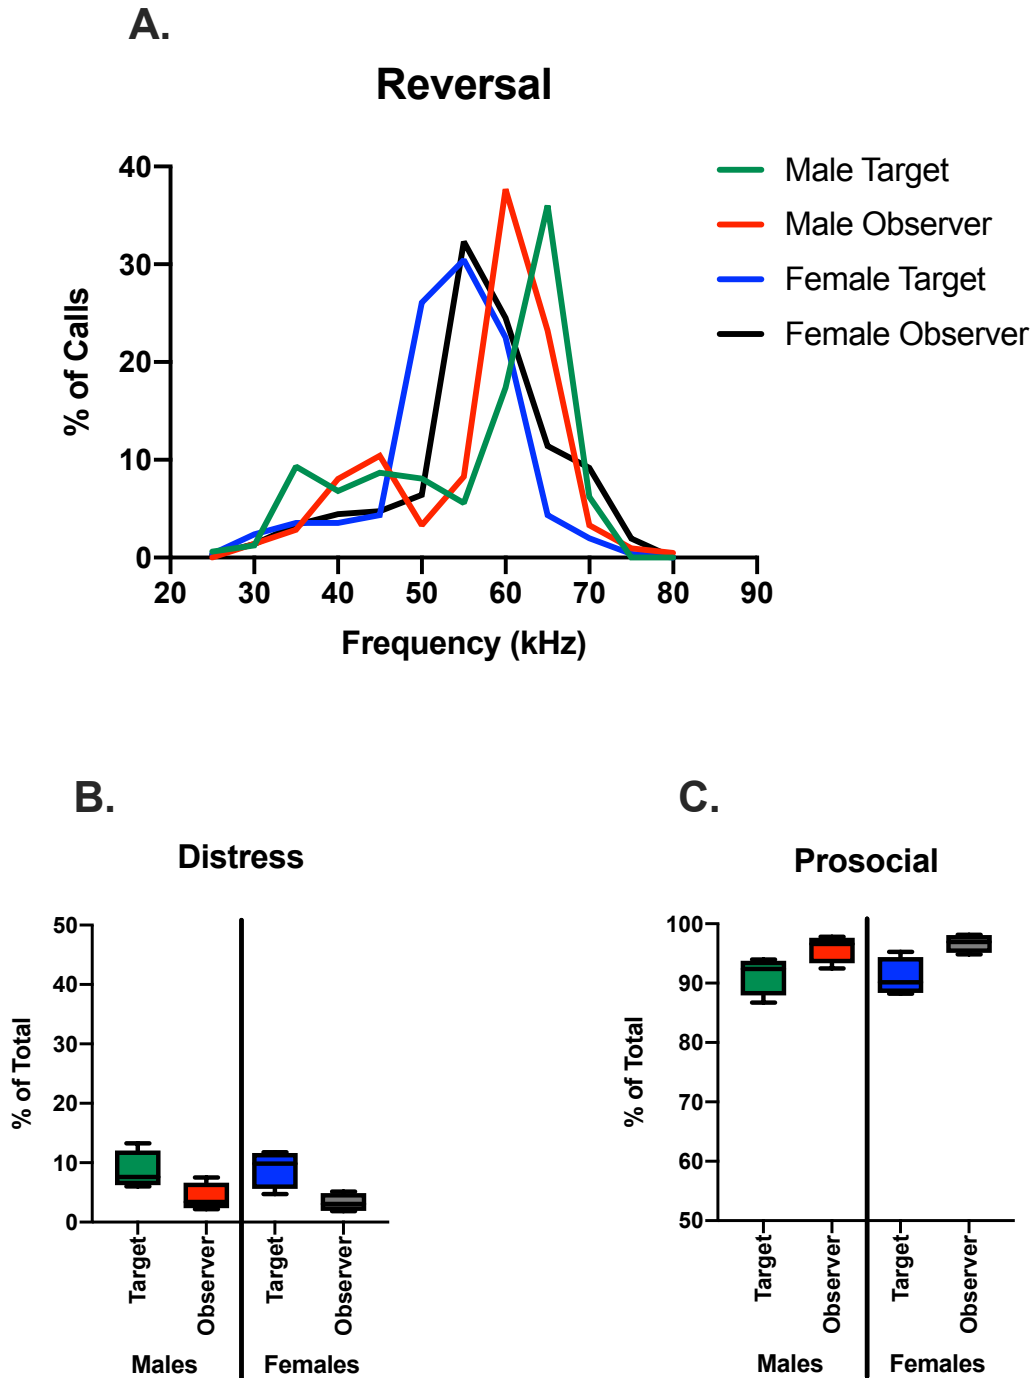 A.
Reversal
40
30
20
10
0
% of Calls
20 30 40 50 60 70 80 90
Frequency (kHz)
Male Target
Male Observer
Female Target
Female Observer
B.
Distress
50
40
30
20
10
0
% of Total
Target Observer Target Observer
Males Females
C.
Prosocial
100
90
80
70
60
50
% of Total
Target Observer Target Observer
Males Females